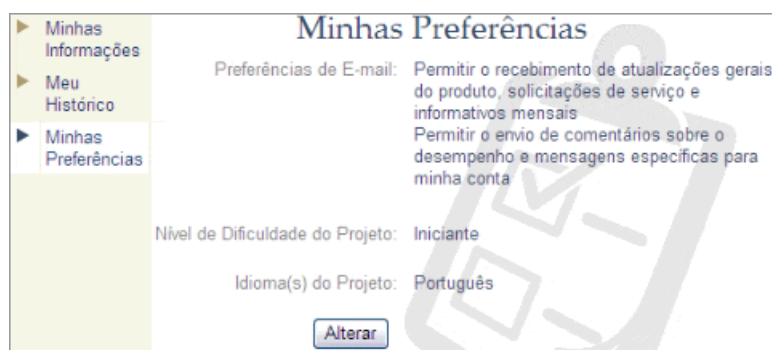 Minhas Informações
Meu Histórico
Minhas Preferências
Minhas Preferências
Preferências de E-mail: Permitir o recebimento de atualizações gerais
do produto, solicitações de serviço e
informativos mensais
Permitir o envio de comentários sobre o
desempenho e mensagens específicas para
minha conta
Nível de Dificuldade do Projeto: Iniciante
Idioma(s) do Projeto: Português
Alterar